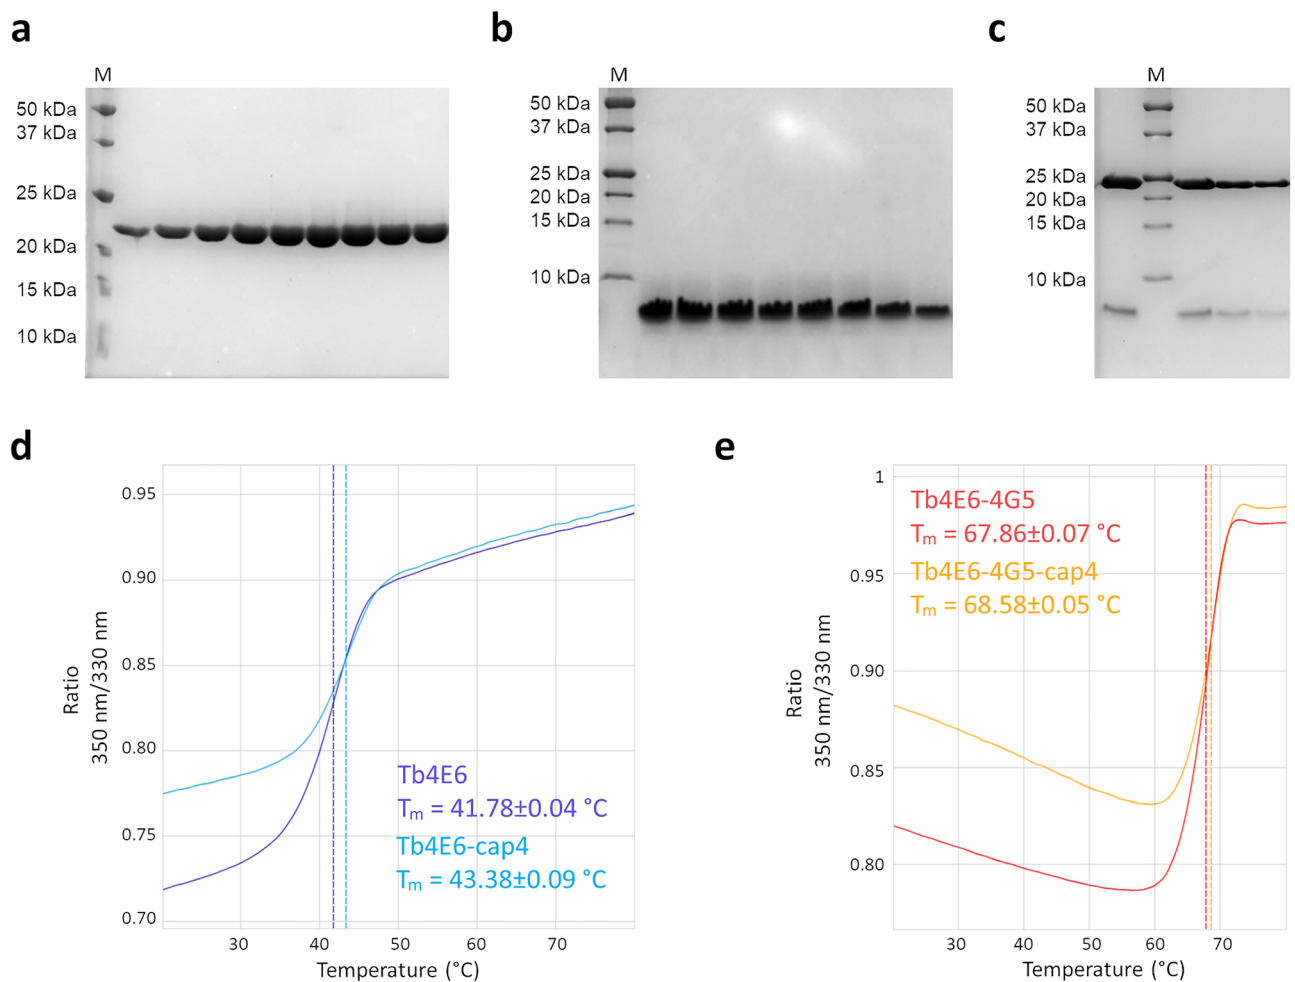 a
M
50 kDa
37 kDa
25 kDa
20 kDa
15 kDa
10 kDa
b
M
50 kDa
37 kDa
25 kDa
20 kDa
15 kDa
10 kDa
c
M
50 kDa
37 kDa
25 kDa
20 kDa
15 kDa
10 kDa
d
0.95
0.90
0.85
0.80
0.75
0.70
Ratio
350 nm/330 nm
Tb4E6
Tm = 41.78±0.04 °C
Tb4E6-cap4
Tm = 43.38±0.09 °C
30 40 50 60 70
Temperature (°C)
e
1
0.95
0.90
0.85
0.80
Ratio
350 nm/330 nm
Tb4E6-4G5
Tm = 67.86±0.07 °C
Tb4E6-4G5-cap4
Tm = 68.58±0.05 °C
30 40 50 60 70
Temperature (°C)